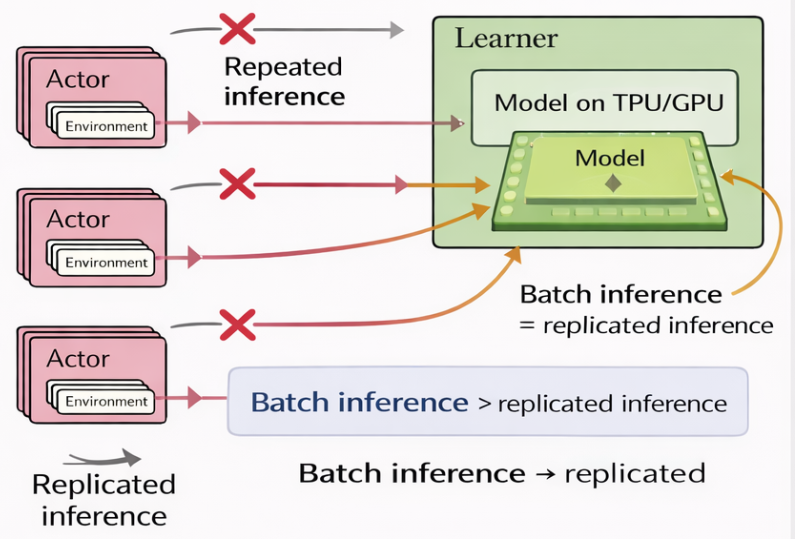 Learner
Actor
Environment
Repeated
inference
Model on TPU/GPU
Model
Actor
Environment
Batch inference
= replicated inference
Actor
Environment
Batch inference > replicated inference
Replicated
inference
Batch inference → replicated